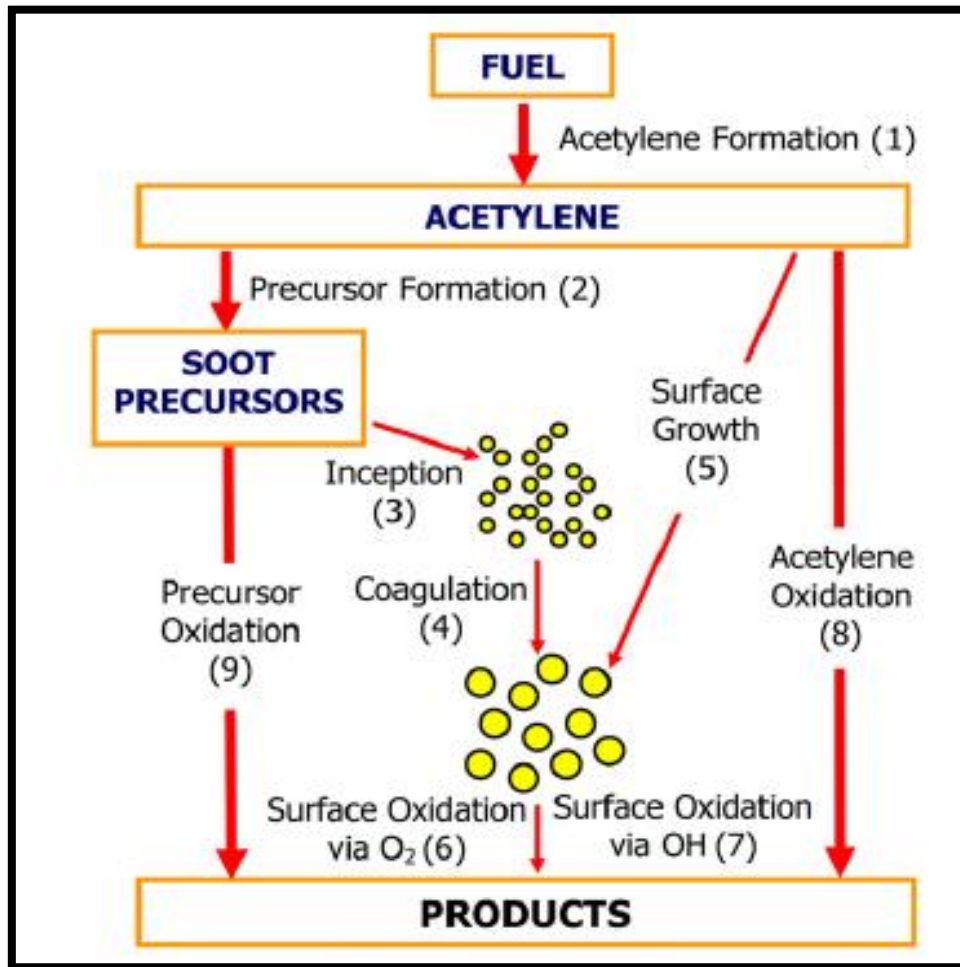 FUEL
Acetylene Formation (1)
ACETYLENE
Precursor Formation (2)
SOOT
PRECURSORS
Surface
Growth
(5)
Inception
(3)
Coagulation
(4)
Acetylene
Oxidation
(8)
Precursor
Oxidation
(9)
Surface Oxidation
via O₂ (6)
Surface Oxidation
via OH (7)
PRODUCTS